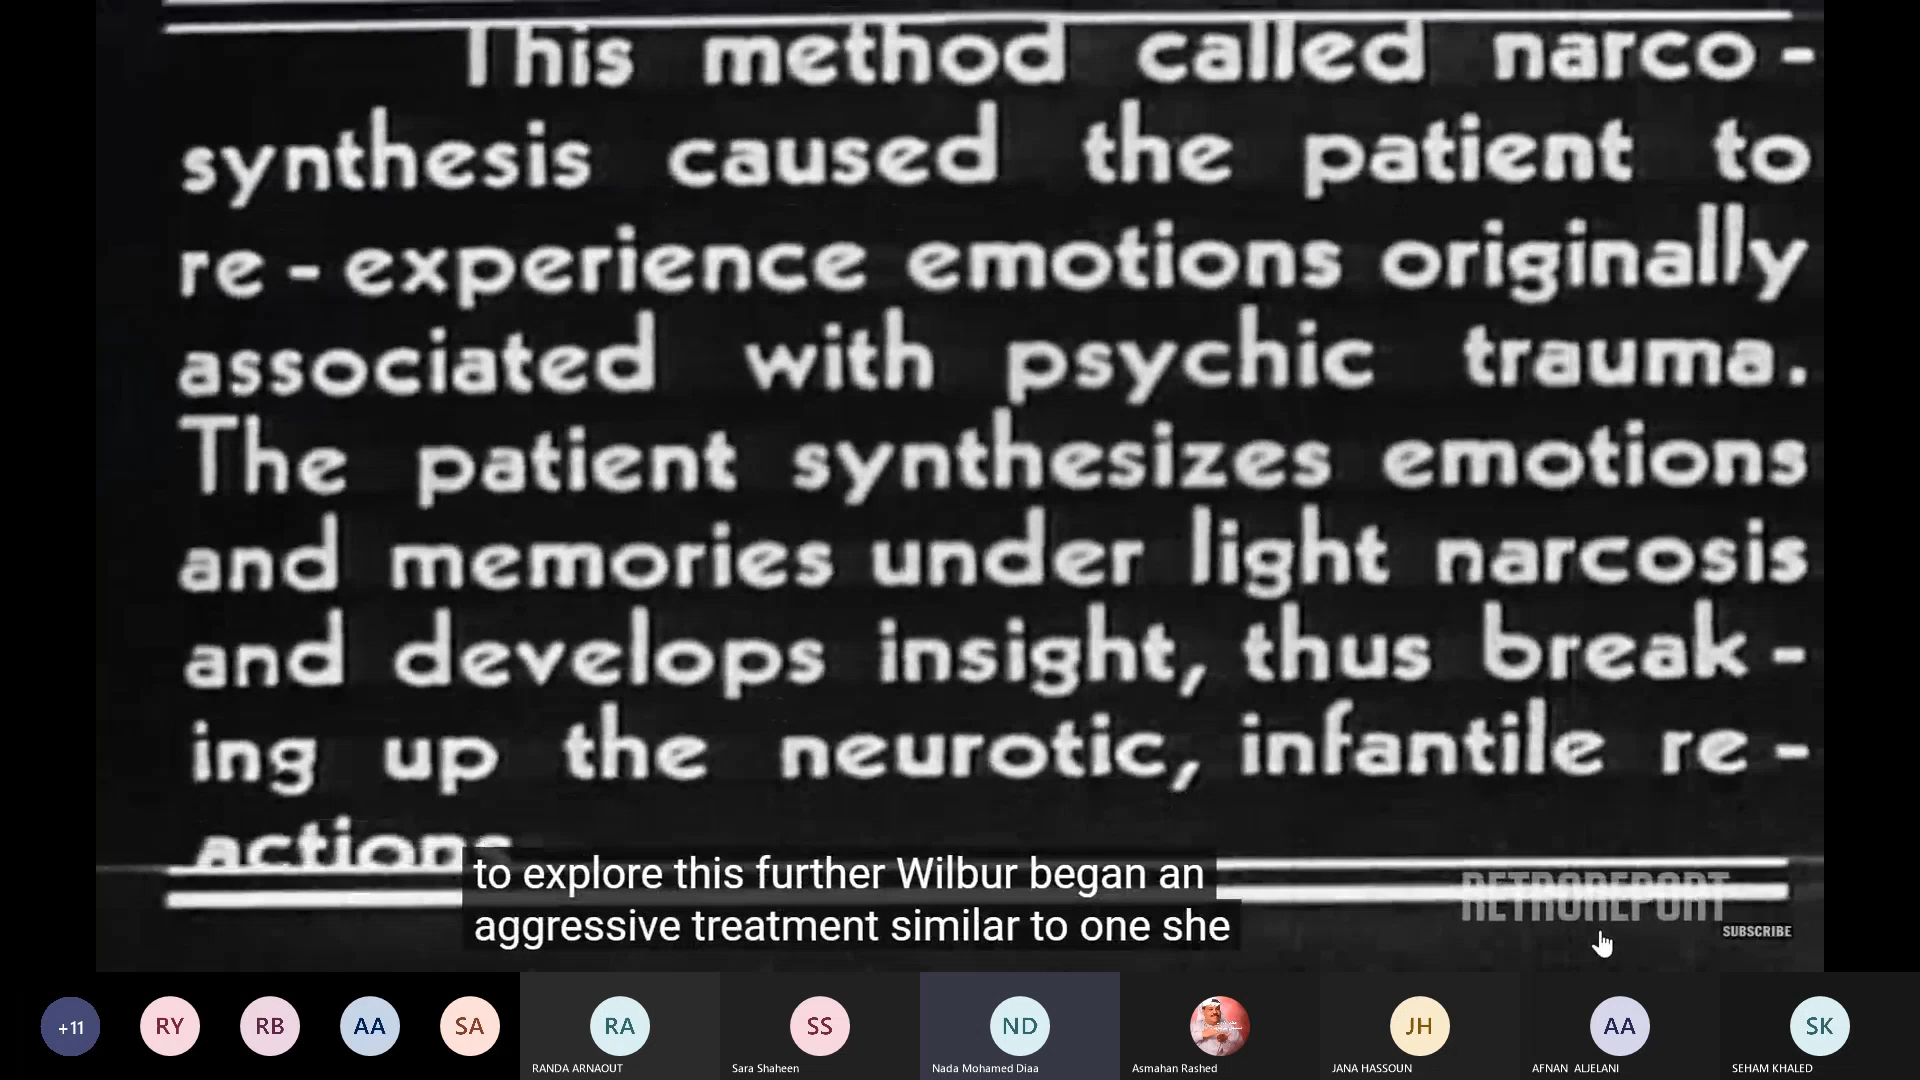 This method called narco -
synthesis caused the patient to
re - experience emotions originally
associated with psychic trauma.
The patient synthesizes emotions
and memories under light narcosis
and develops insight, thus break -
ing up the neurotic, infantile re -
actions
to explore this further Wilbur began an
aggressive treatment similar to one she
RETROREPORT
SUBSCRIBE
+11
RY
RB
AA
SA
RA
SS
ND
JH
AA
SK
RANDA ARNAOUT
Sara Shaheen
Nada Mohamed Diaa
Asmahan Rashed
JANA HASSOUN
AFNAN ALJELANI
SEHAM KHALED